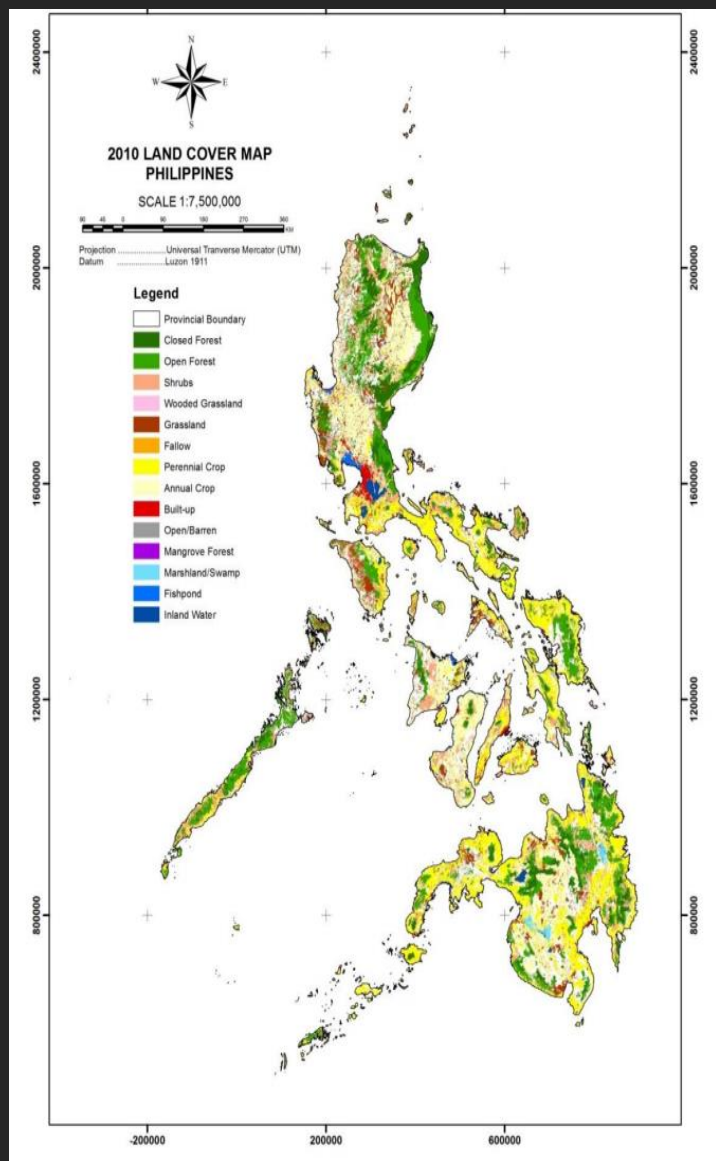 N
W E
S
2010 LAND COVER MAP
PHILIPPINES
SCALE 1:7,500,000
90 45 0 90 180 270 360
KM
Projection ....................Universal Tranverse Mercator (UTM)
Datum ....................Luzon 1911
Legend
Provincial Boundary
Closed Forest
Open Forest
Shrubs
Wooded Grassland
Grassland
Fallow
Perennial Crop
Annual Crop
Built-up
Open/Barren
Mangrove Forest
Marshland/Swamp
Fishpond
Inland Water
2400000
2000000
1600000
1200000
800000
2400000
2000000
1600000
1200000
800000
-200000 200000 600000